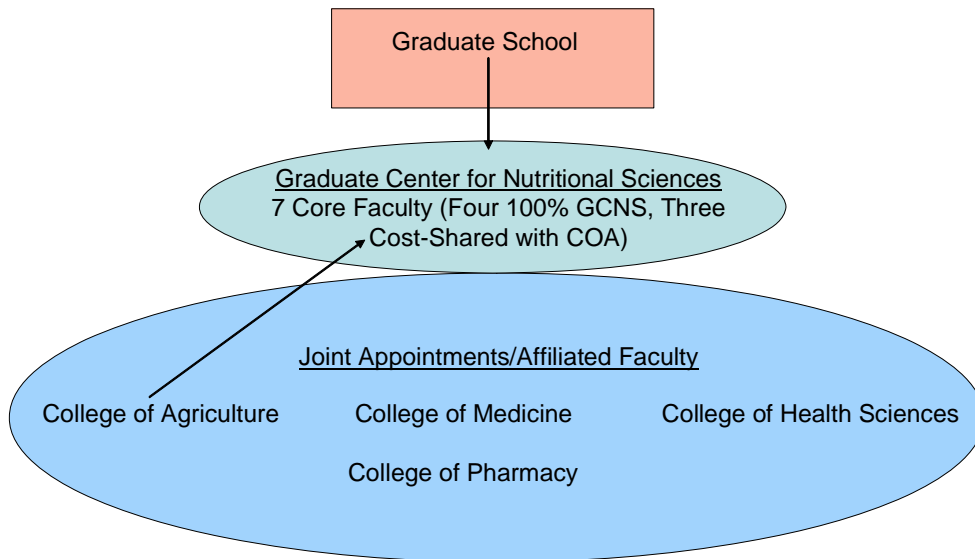 Graduate School
Graduate Center for Nutritional Sciences
7 Core Faculty (Four 100% GCNS, Three
Cost-Shared with COA)
Joint Appointments/Affiliated Faculty
College of Agriculture
College of Medicine
College of Health Sciences
College of Pharmacy